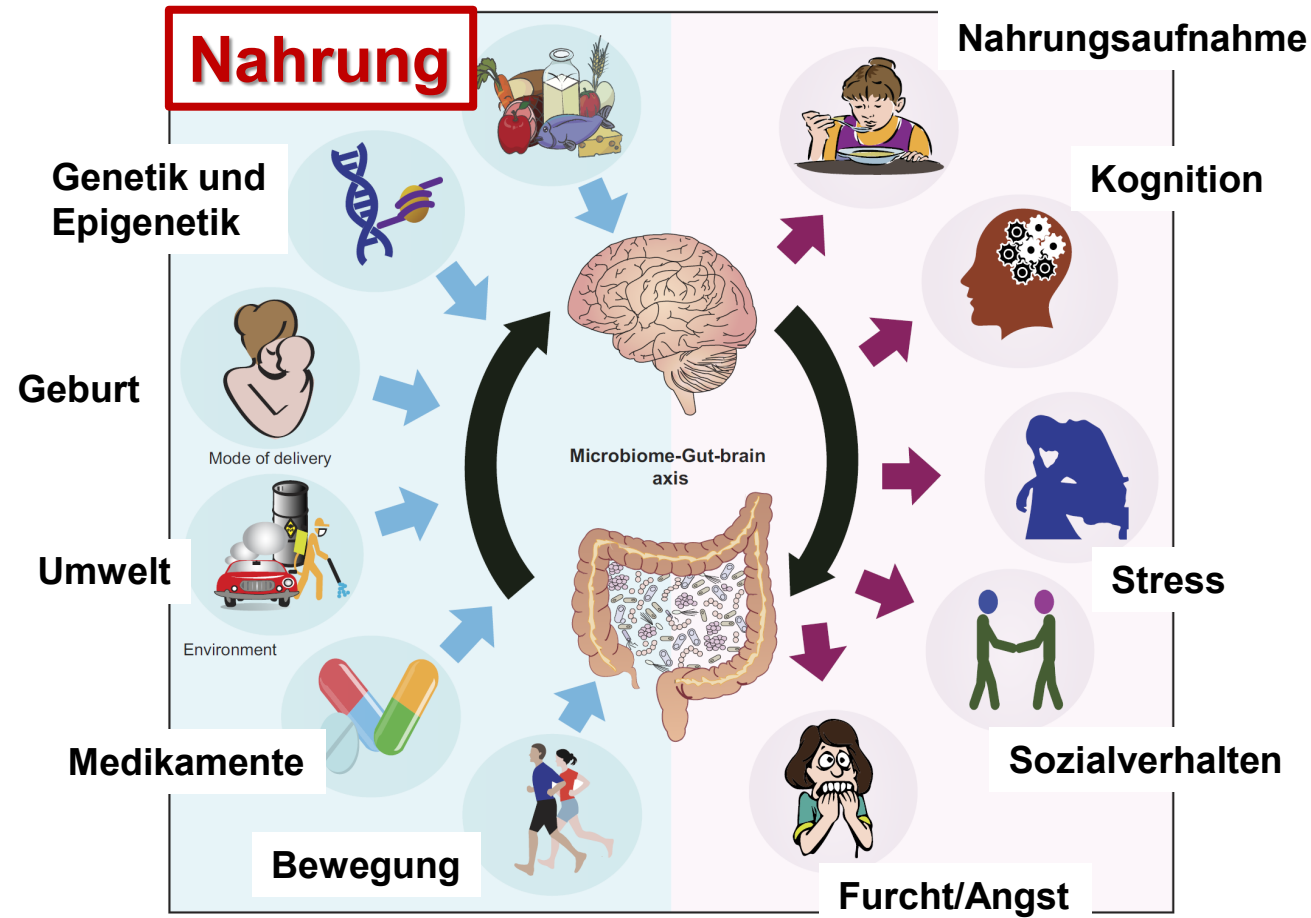 Nahrung
Nahrungsaufnahme
Genetik und
Epigenetik
Kognition
Geburt
Mode of delivery
Microbiome-Gut-brain
axis
Umwelt
Stress
Environment
Medikamente
Sozialverhalten
Bewegung
Furcht/Angst